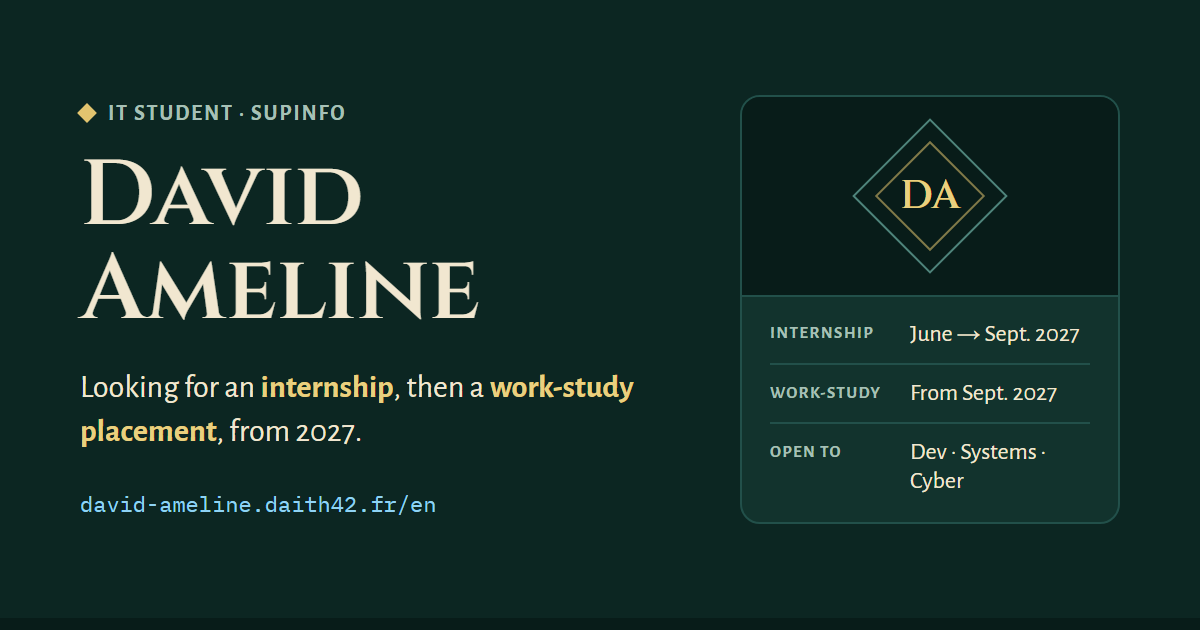 ◆ IT STUDENT · SUPINFO
David
Ameline
Looking for an internship, then a work-study
placement, from 2027.
david-ameline.daith42.fr/en
DA
INTERNSHIP June → Sept. 2027
WORK-STUDY From Sept. 2027
OPEN TO Dev · Systems ·
Cyber